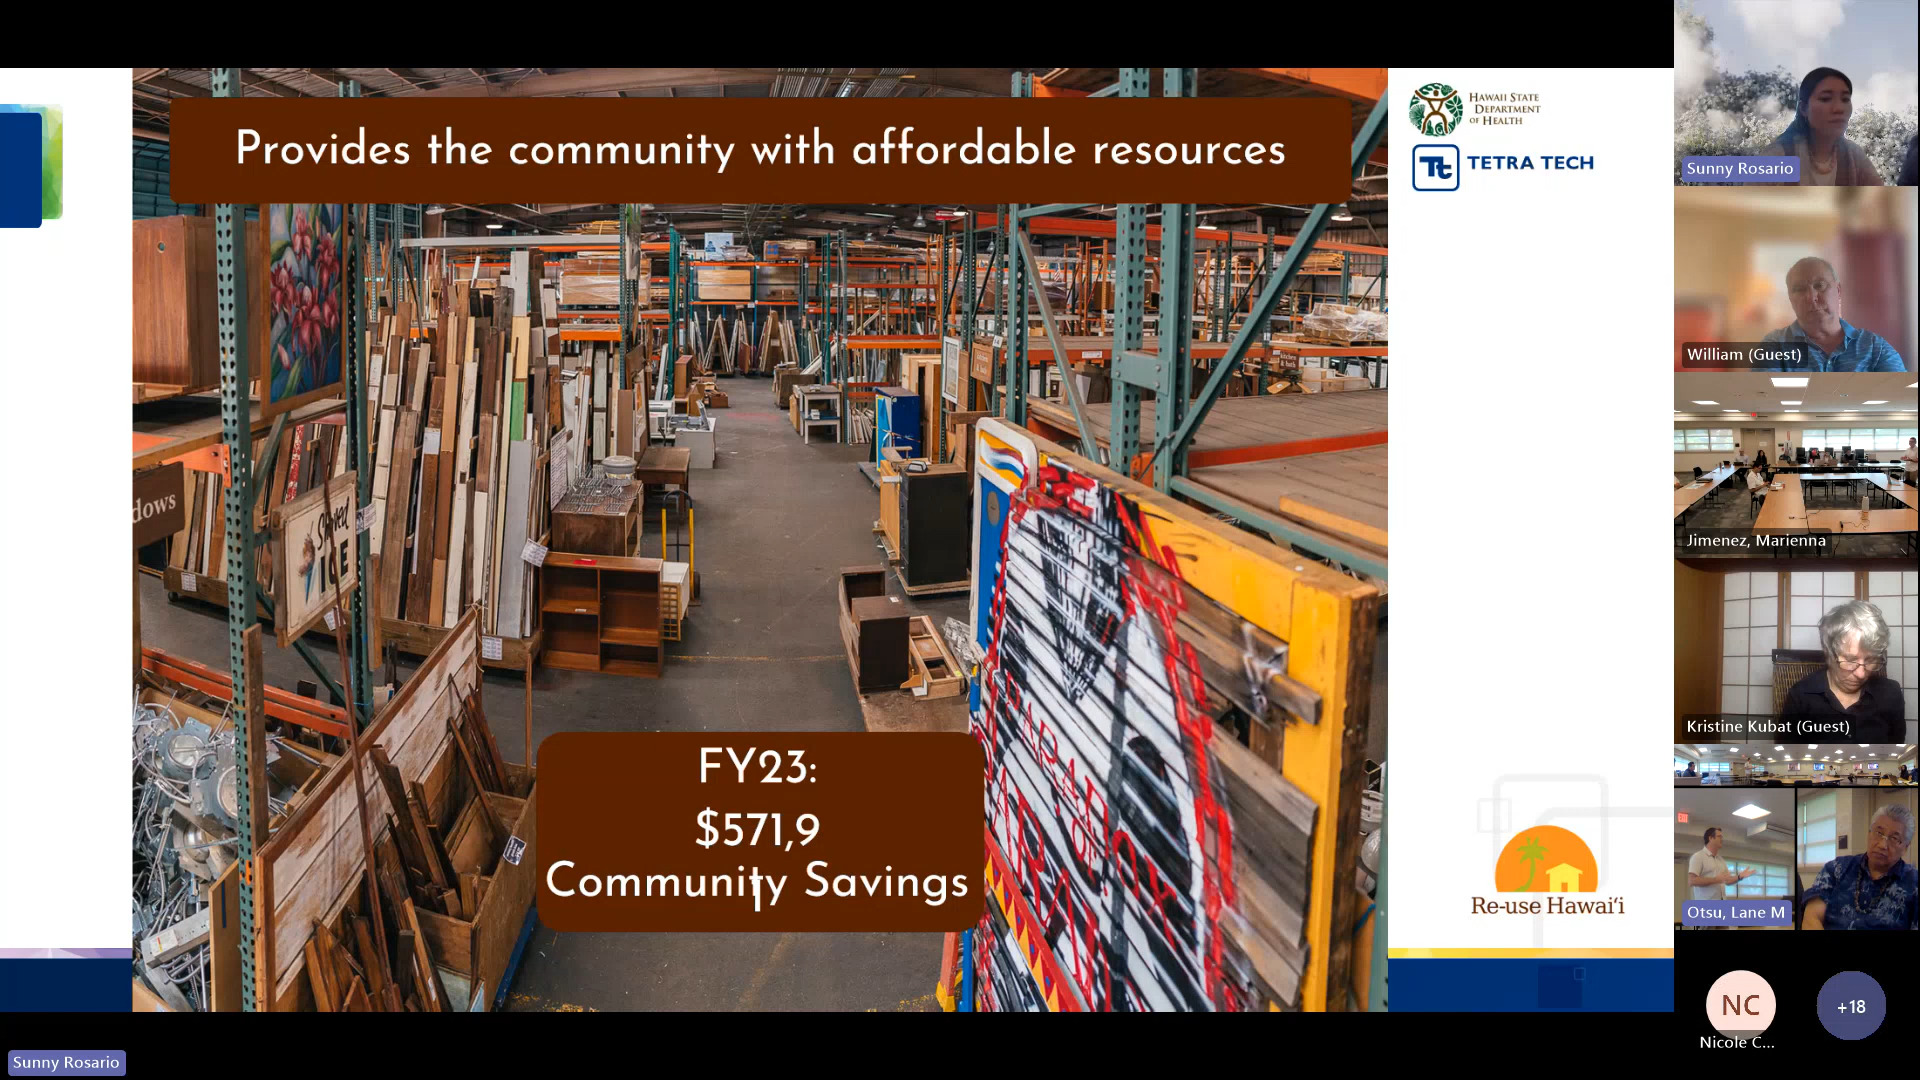 Provides the community with affordable resources
HAWAII STATE
DEPARTMENT
OF HEALTH
Tt TETRA TECH
dows
Shaved
ICE
FY23:
$571,9
Community Savings
Re-use Hawai‘i
Sunny Rosario
William (Guest)
Jimenez, Marienna
Kristine Kubat (Guest)
Otsu, Lane M
NC
Nicole C...
+18
Sunny Rosario